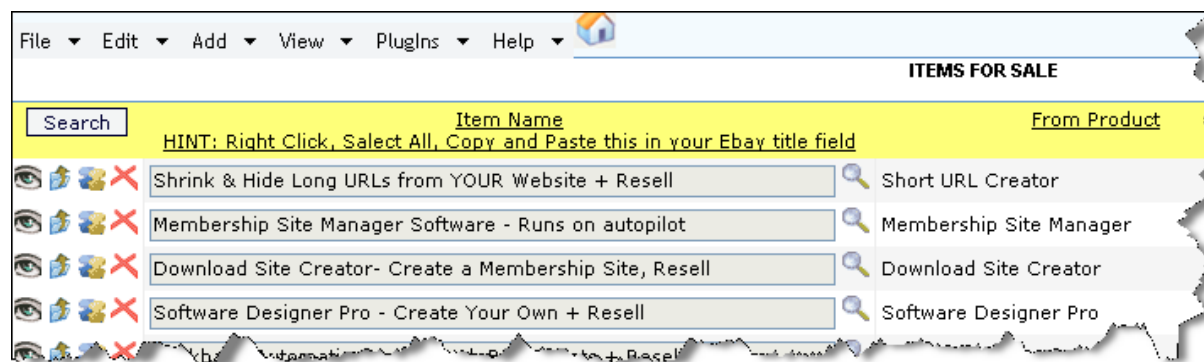 File Edit Add View PlugIns Help
ITEMS FOR SALE
Search Item Name From Product
HINT: Right Click, Salect All, Copy and Paste this in your Ebay title field
Shrink & Hide Long URLs from YOUR Website + Resell Short URL Creator
Membership Site Manager Software - Runs on autopilot Membership Site Manager
Download Site Creator- Create a Membership Site, Resell Download Site Creator
Software Designer Pro - Create Your Own + Resell Software Designer Pro